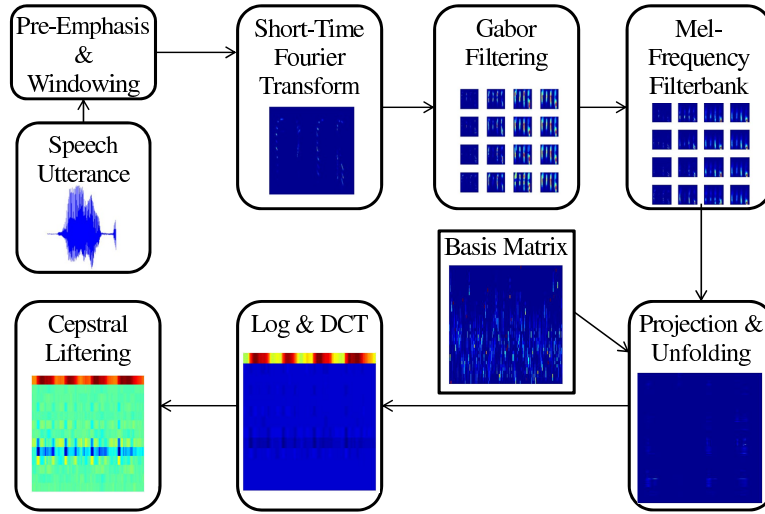 Pre-Emphasis
&
Windowing
Speech
Utterance
Short-Time
Fourier
Transform
Gabor
Filtering
Mel-
Frequency
Filterbank
Basis Matrix
Projection &
Unfolding
Log & DCT
Cepstral
Liftering